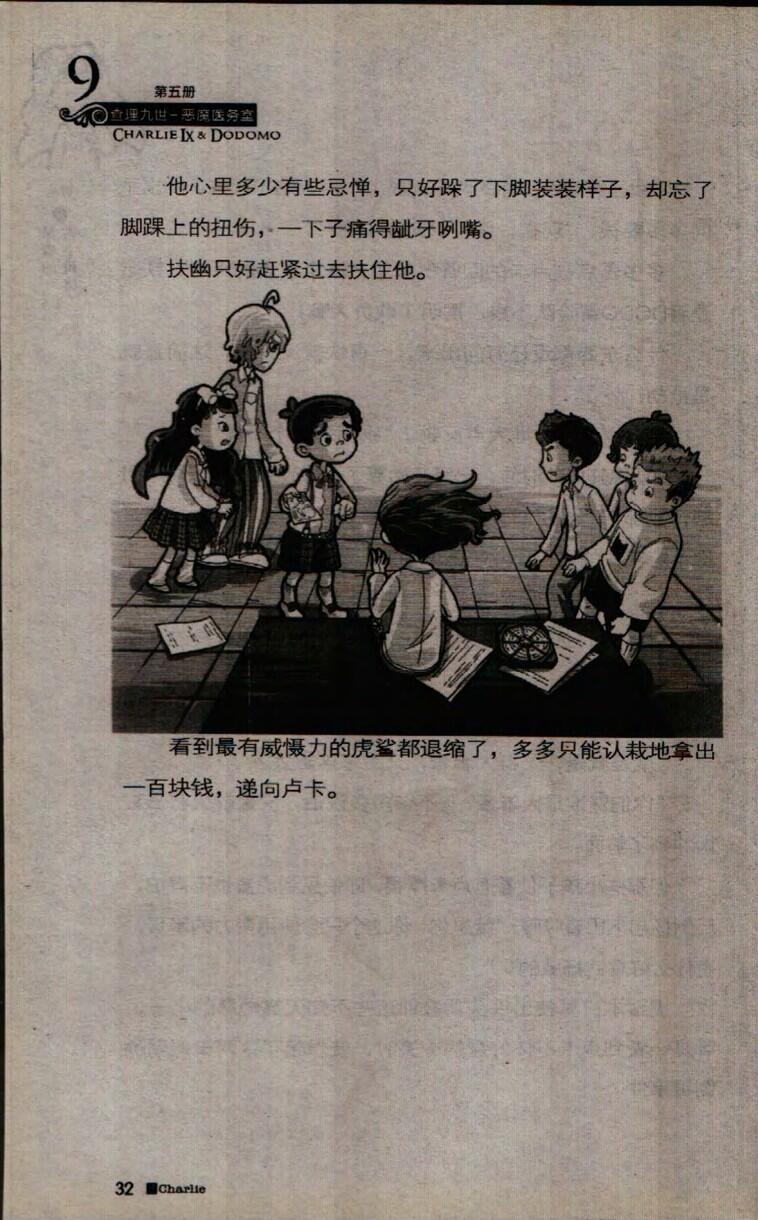 9
第五册
查理九世-恶魔医务室
CHARLIE IX & DODOMO
他心里多少有些忌惮，只好跺了下脚装装样子，却忘了
脚踝上的扭伤，一下子痛得龇牙咧嘴。
扶幽只好赶紧过去扶住他。
看到最有威慑力的虎鲨都退缩了，多多只能认栽地拿出
一百块钱，递向卢卡。
32 ■Charlie